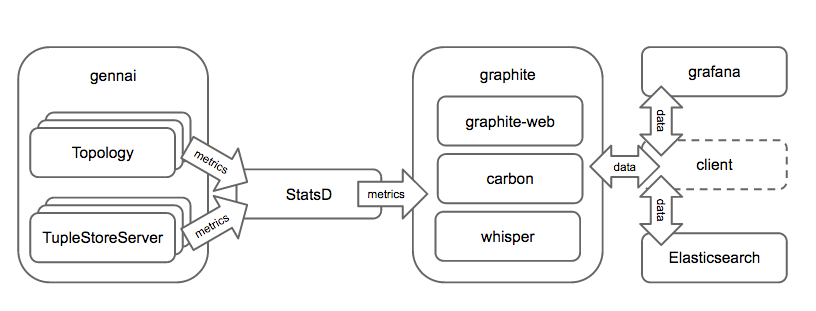 gennai
Topology
metrics
TupleStoreServer
metrics
StatsD
metrics
graphite
graphite-web
carbon
whisper
data
grafana
data
client
data
Elasticsearch